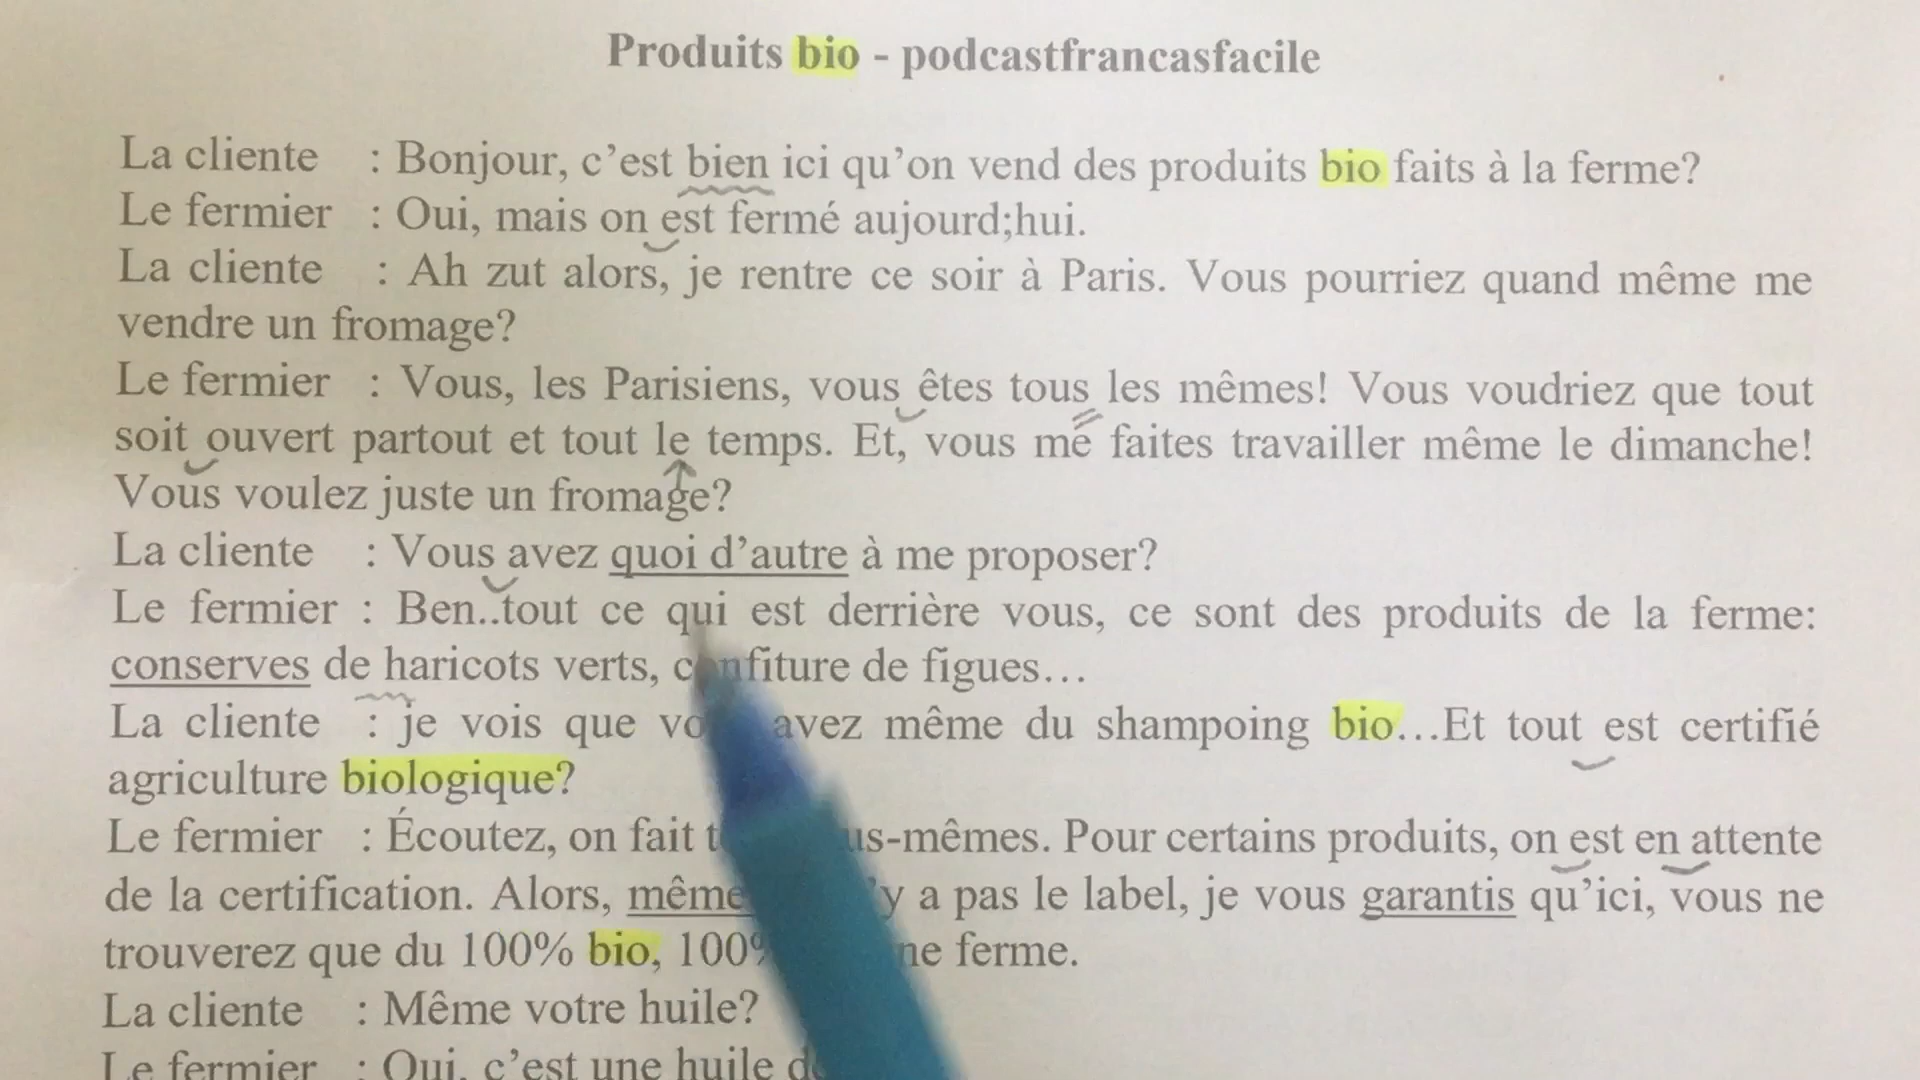 Produits bio - podcastfrancasfacile
La cliente : Bonjour, c’est bien ici qu’on vend des produits bio faits à la ferme?
Le fermier : Oui, mais on est fermé aujourd;hui.
La cliente : Ah zut alors, je rentre ce soir à Paris. Vous pourriez quand même me
vendre un fromage?
Le fermier : Vous, les Parisiens, vous êtes tous les mêmes! Vous voudriez que tout
soit ouvert partout et tout le temps. Et, vous me faites travailler même le dimanche!
Vous voulez juste un fromage?
La cliente : Vous avez quoi d’autre à me proposer?
Le fermier : Ben..tout ce qui est derrière vous, ce sont des produits de la ferme:
conserves de haricots verts, confiture de figues…
La cliente : je vois que avez même du shampoing bio…Et tout est certifié
agriculture biologique?
Le fermier : Écoutez, on fait Pour certains produits, on est en attente
de la certification. Alors, même y a pas le label, je vous garantis qu’ici, vous ne
trouverez que du 100% bio, ferme.
La cliente : Même votre huile?
Le fermier : Oui, c’est une huile